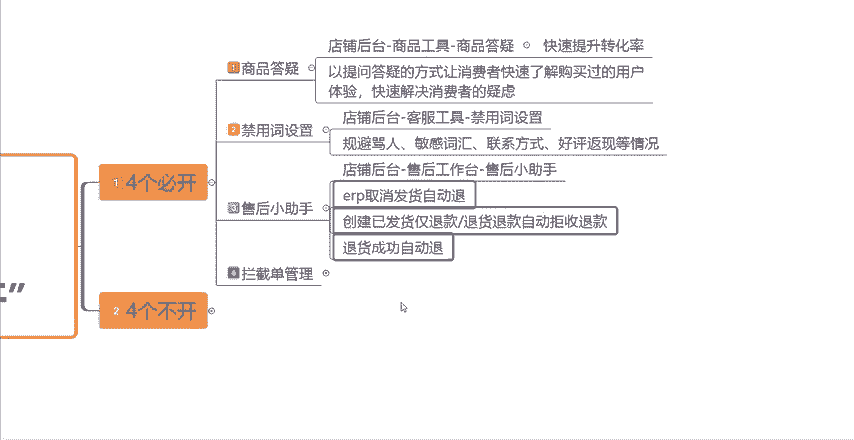 店铺后台-商品工具-商品答疑 快速提升转化率
1 商品答疑
以提问答疑的方式让消费者快速了解购买过的用户
体验，快速解决消费者的疑虑
店铺后台-客服工具-禁用词设置
2 禁用词设置
规避骂人、敏感词汇、联系方式、好评返现等情况
店铺后台-售后工作台-售后小助手
1 4个必开
erp取消发货自动退
3 售后小助手
创建已发货仅退款/退货退款自动拒收退款
退货成功自动退
4 拦截单管理
”
2 4个不开